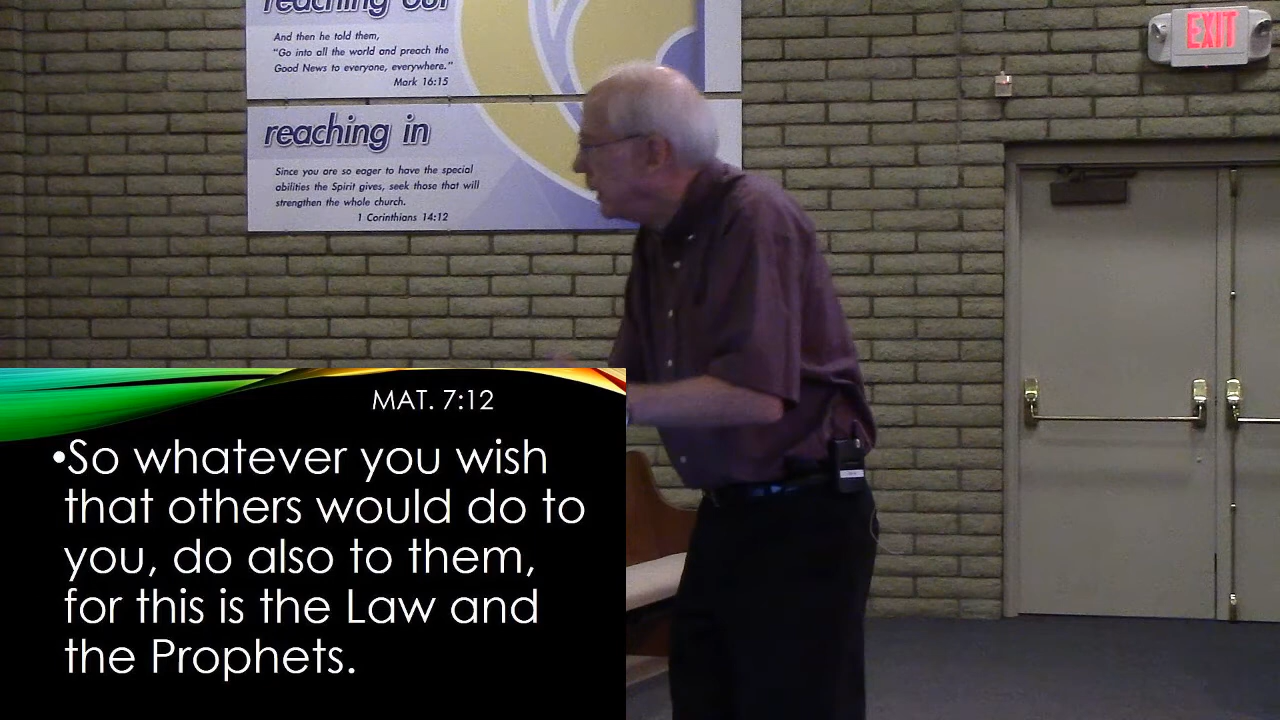 reaching out
And then he told them,
"Go into all the world and preach the
Good News to everyone, everywhere."
Mark 16:15
reaching in
Since you are so eager to have the special
abilities the Spirit gives, seek those that will
strengthen the whole church.
1 Corinthians 14:12
EXIT
MAT. 7:12
•So whatever you wish
that others would do to
you, do also to them,
for this is the Law and
the Prophets.